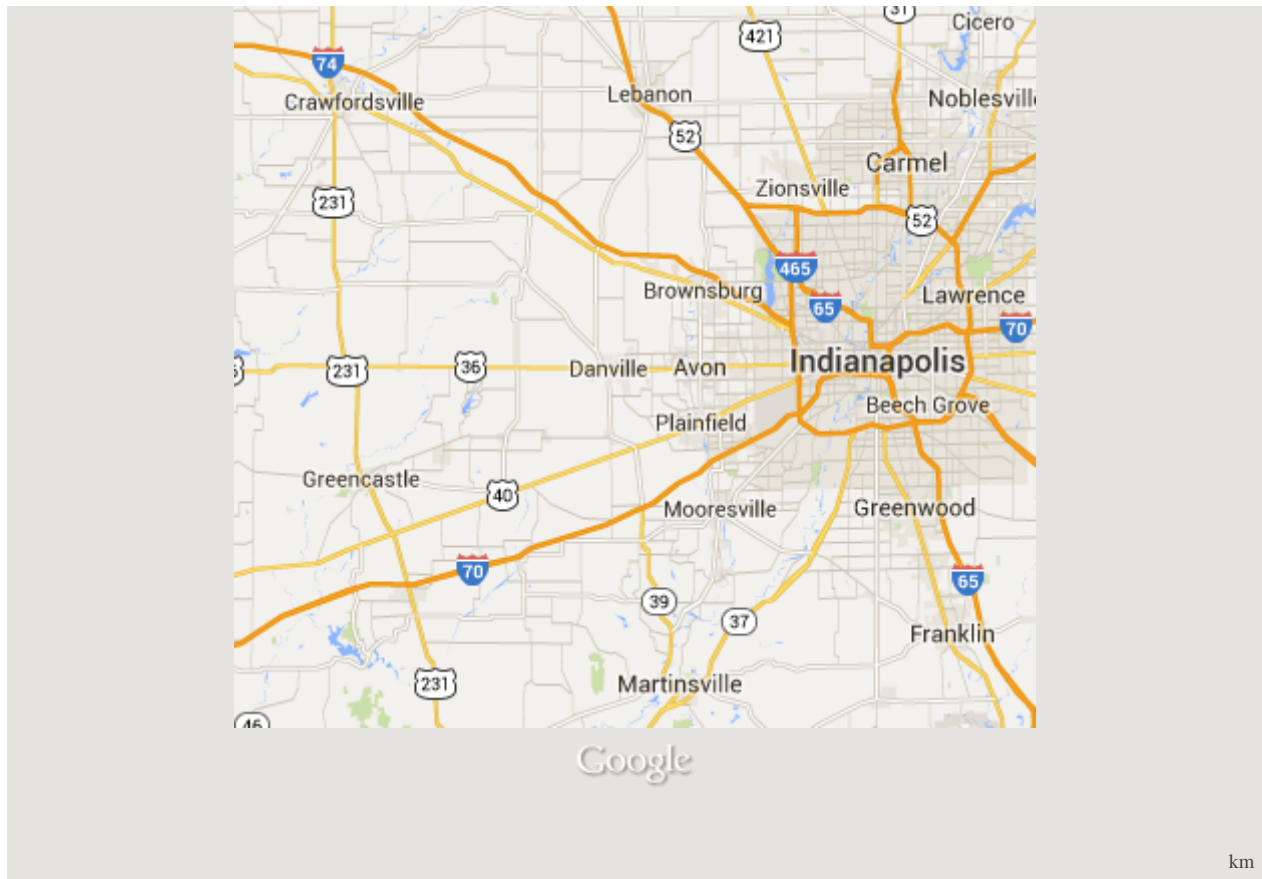 31
Cicero
421
74
Lebanon
Noblesvill
Crawfordsville
52
Carmel
Zionsville
231
52
465
Brownsburg
Lawrence
65
70
Indianapolis
231
36
Danville
Avon
Beech Grove
Plainfield
Greencastle
40
Mooresville
Greenwood
70
65
39
37
Franklin
231
Martinsville
46
Google
km